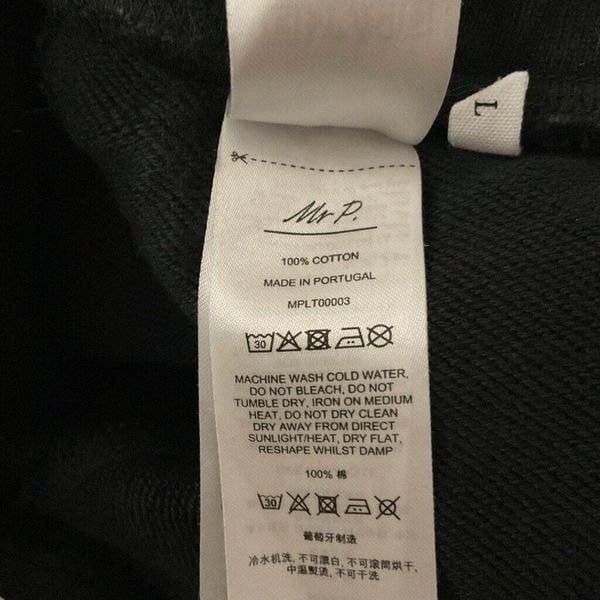 L
Mr P.
100% COTTON
MADE IN PORTUGAL
MPLT00003
30
MACHINE WASH COLD WATER,
DO NOT BLEACH, DO NOT
TUMBLE DRY, IRON ON MEDIUM
HEAT, DO NOT DRY CLEAN
DRY AWAY FROM DIRECT
SUNLIGHT/HEAT, DRY FLAT,
RESHAPE WHILST DAMP
100% 棉
30
葡萄牙制造
冷水机洗, 不可漂白, 不可滚筒烘干,
中温熨烫, 不可干洗